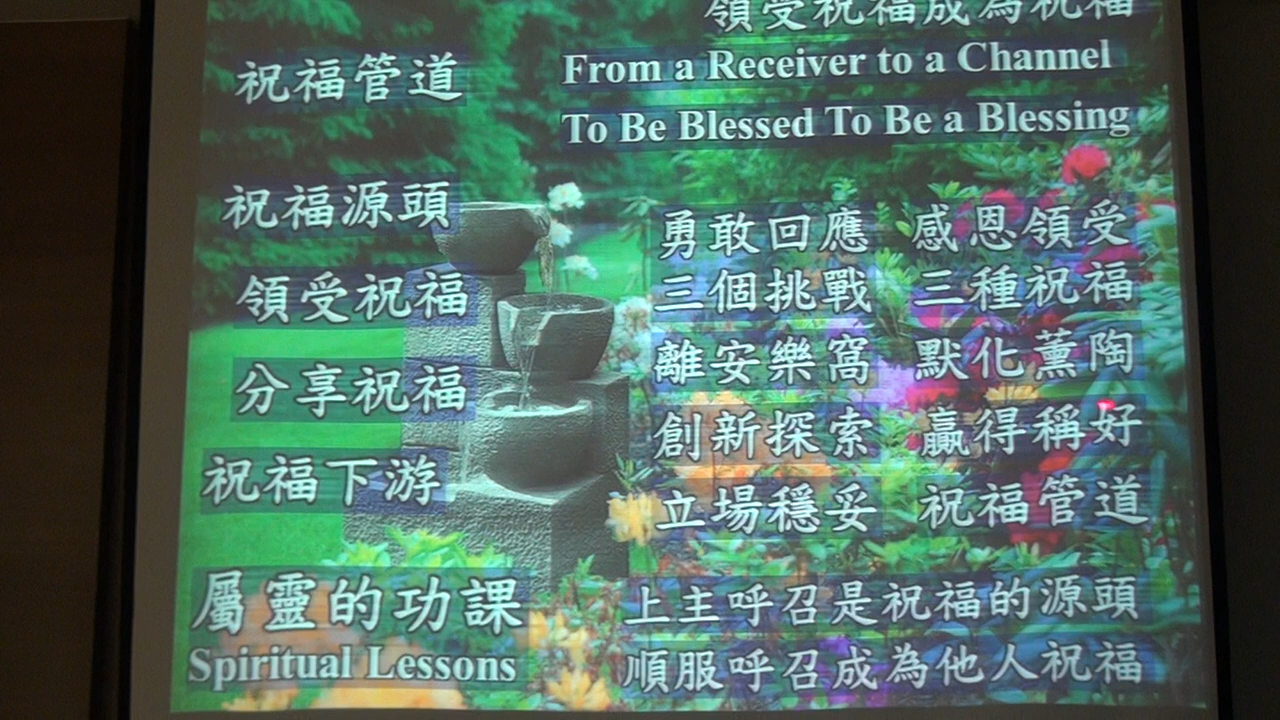 領受祝福成為祝福
祝福管道
From a Receiver to a Channel
To Be Blessed To Be a Blessing
祝福源頭
領受祝福
分享祝福
祝福下游
勇敢回應 感恩領受
三個挑戰 三種祝福
離安樂窩 默化薰陶
創新探索 贏得稱好
立場穩妥 祝福管道
屬靈的功課
Spiritual Lessons
上主呼召是祝福的源頭
順服呼召成為他人祝福